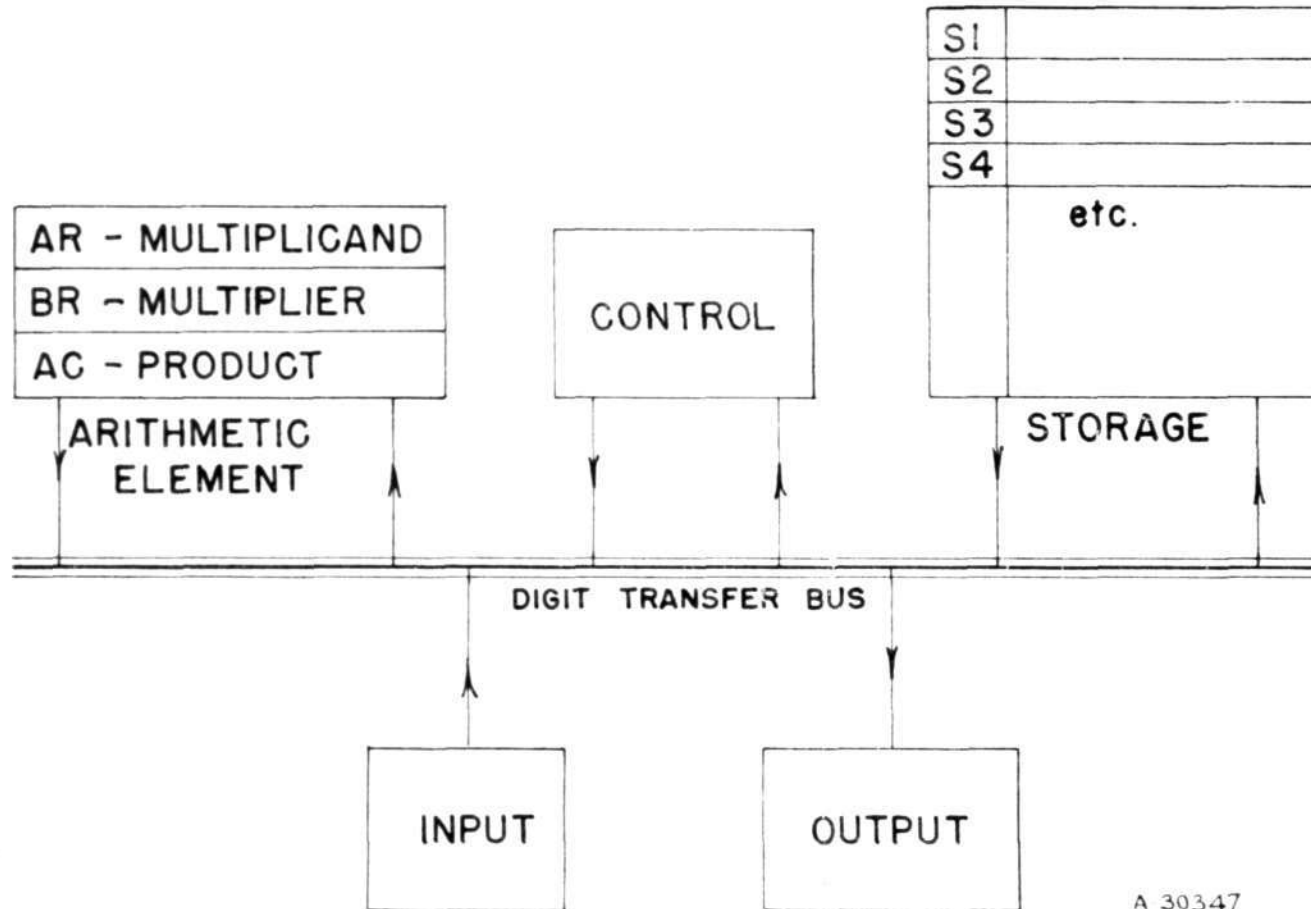 S1
S2
S3
S4
etc.
AR - MULTIPLICAND
BR - MULTIPLIER
AC - PRODUCT
ARITHMETIC
ELEMENT
CONTROL
STORAGE
DIGIT TRANSFER BUS
INPUT
OUTPUT
A 30347